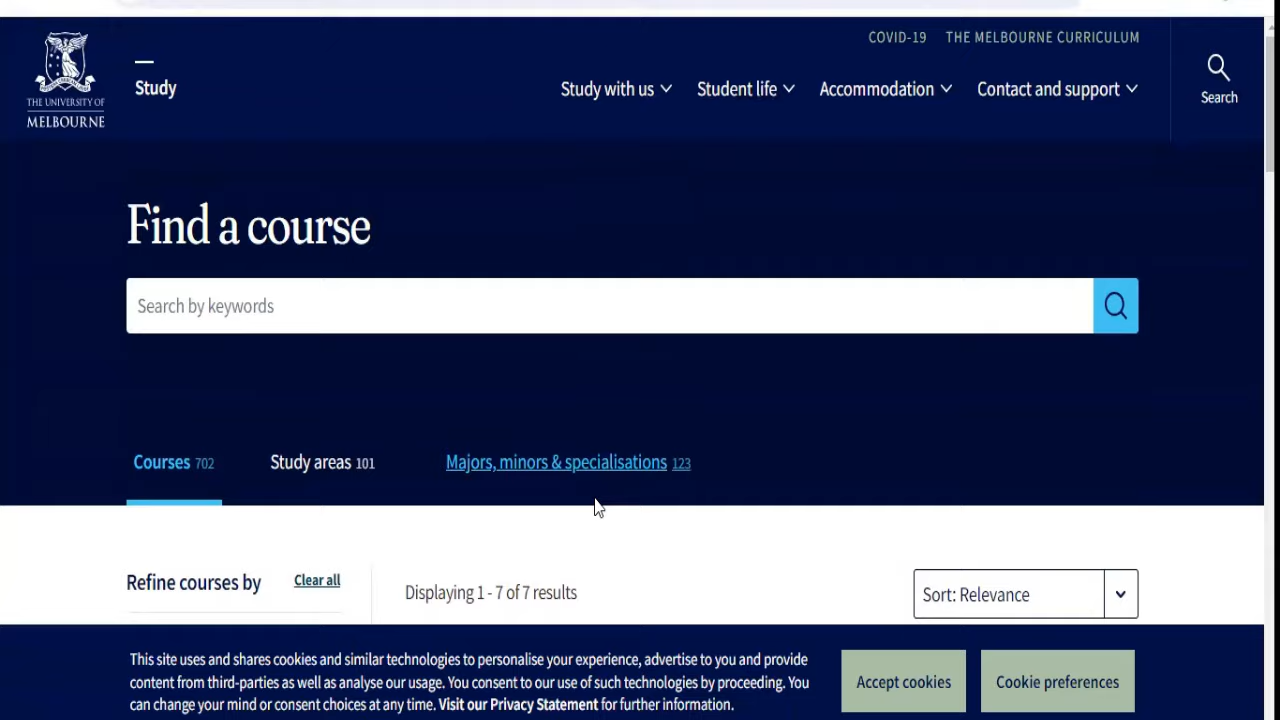 COVID-19 THE MELBOURNE CURRICULUM
THE UNIVERSITY OF
MELBOURNE
Study
Study with us Student life Accommodation Contact and support
Search
Find a course
Search by keywords
Courses 702 Study areas 101 Majors, minors & specialisations 123
Refine courses by Clear all
Displaying 1 - 7 of 7 results
Sort: Relevance
This site uses and shares cookies and similar technologies to personalise your experience, advertise to you and provide
content from third-parties as well as analyse our usage. You consent to our use of such technologies by proceeding. You
can change your mind or consent choices at any time. Visit our Privacy Statement for further information.
Accept cookies Cookie preferences